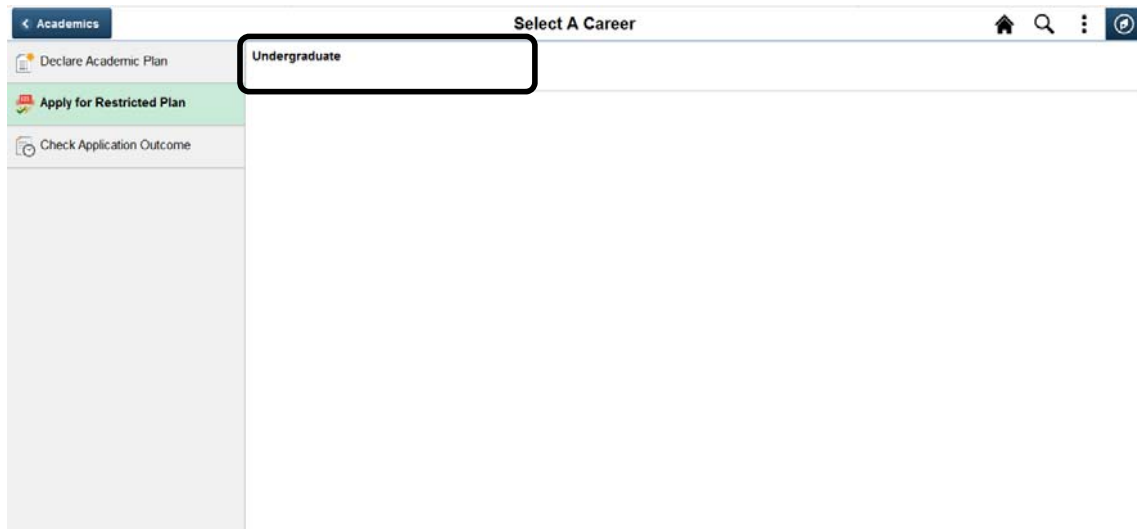 Academics
Select A Career
Declare Academic Plan
Apply for Restricted Plan
Check Application Outcome
Undergraduate